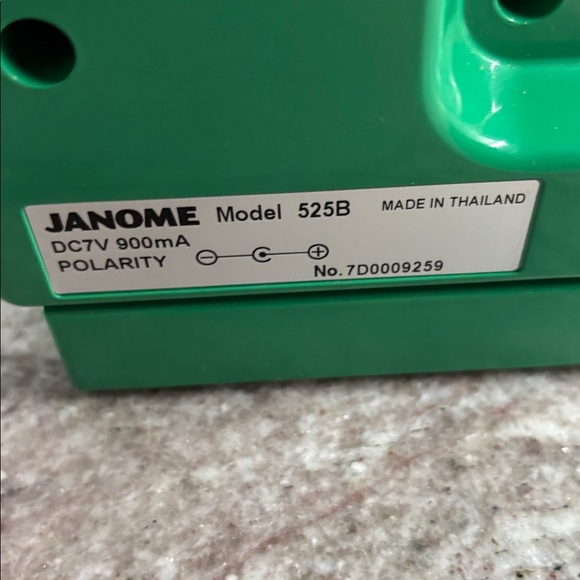 JANOME Model 525B MADE IN THAILAND
DC7V 900mA
POLARITY
No. 7D0009259